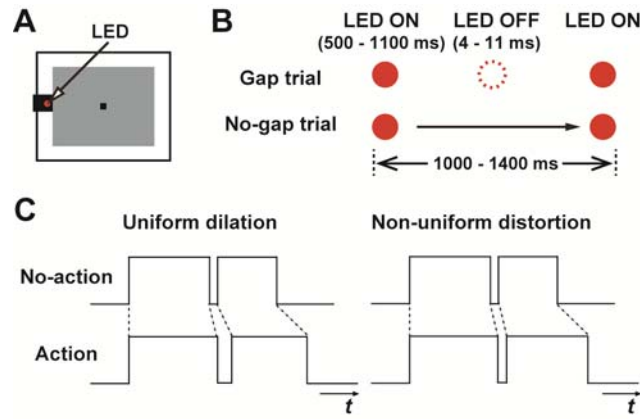 A
LED
B
LED ON LED OFF LED ON
(500 - 1100 ms) (4 - 11 ms)
Gap trial
No-gap trial
1000 - 1400 ms
C
Uniform dilation Non-uniform distortion
No-action
Action
t t